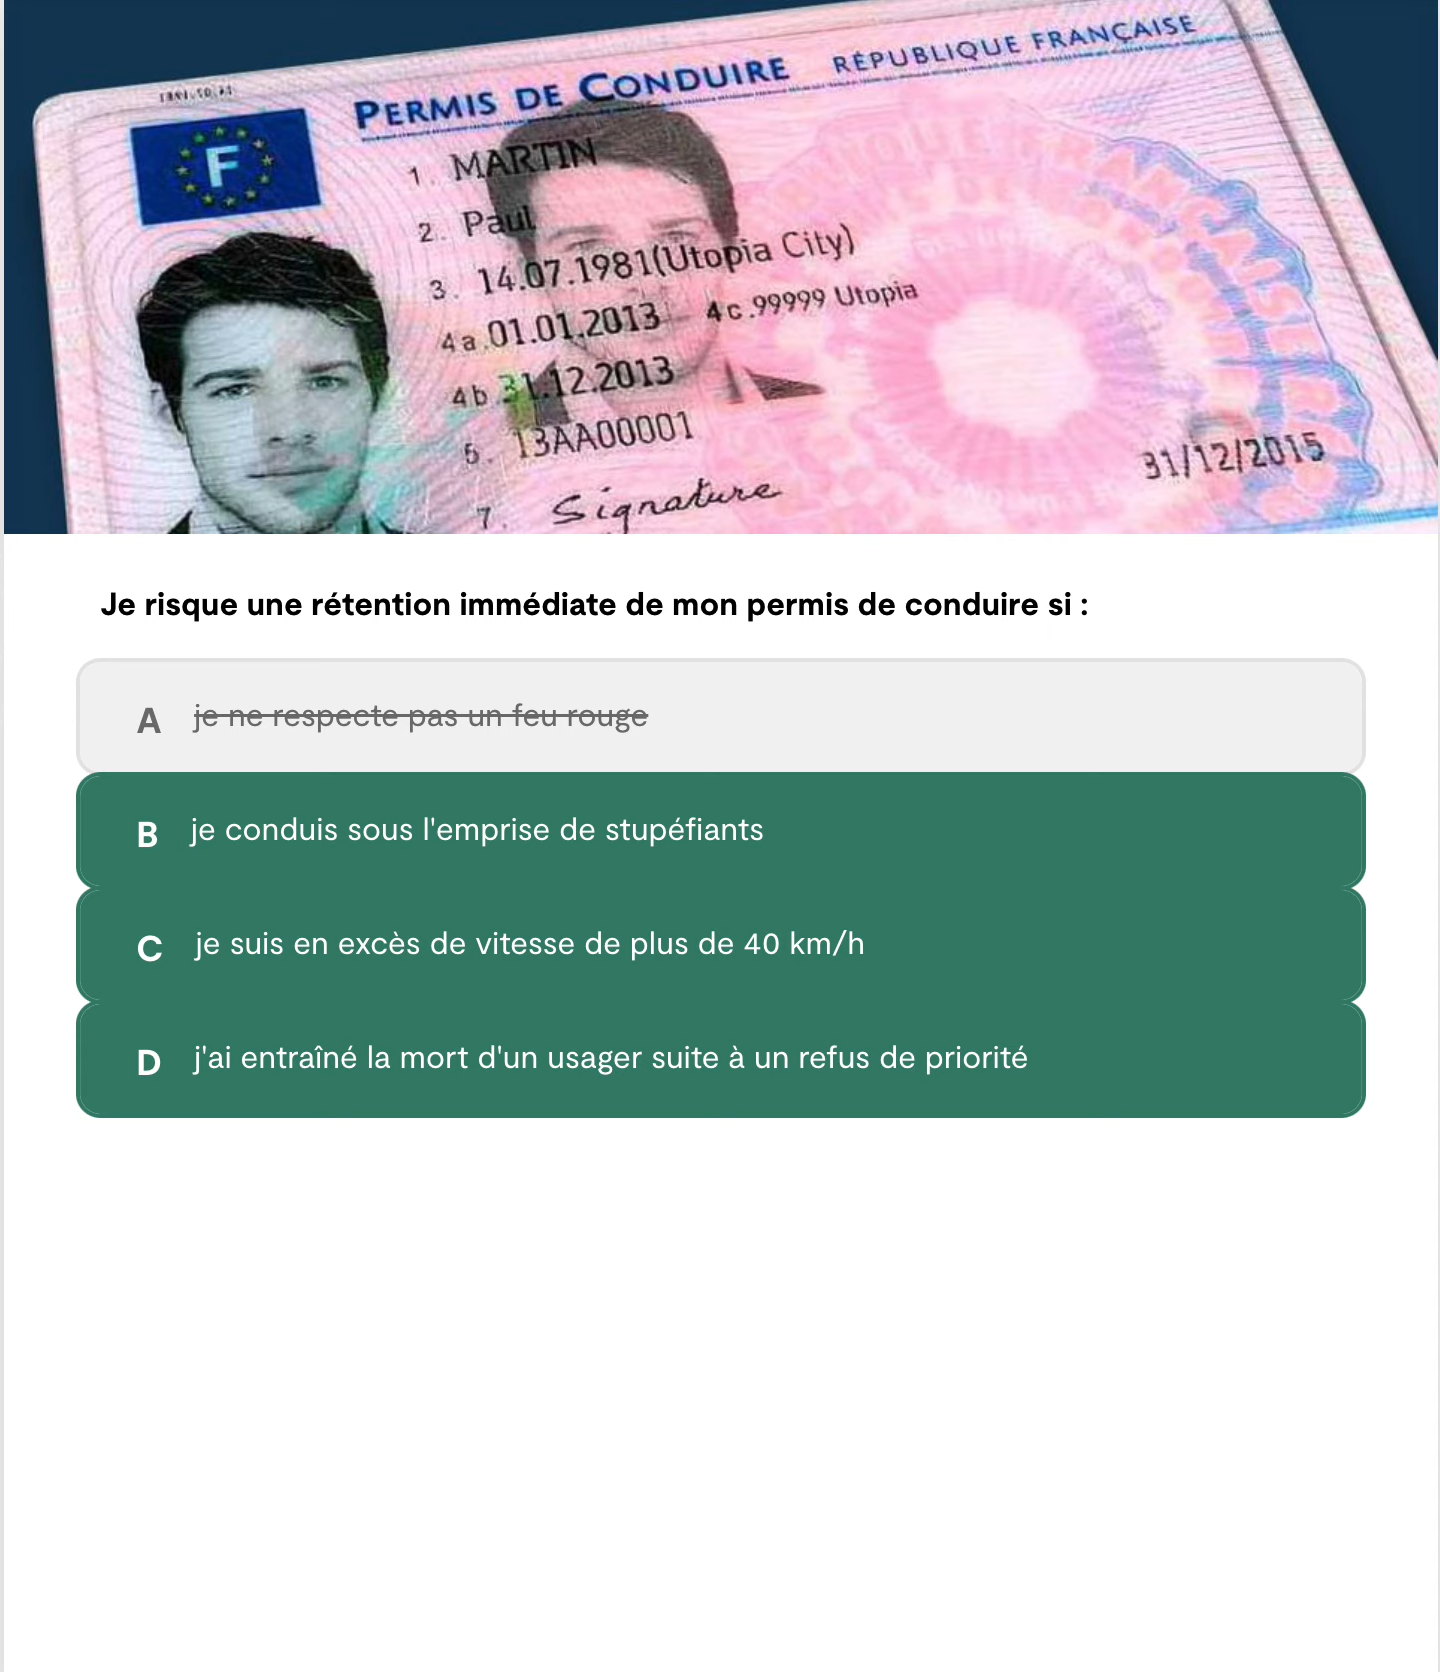 PERMIS DE CONDUIRE RÉPUBLIQUE FRANÇAISE
F
1. MARTIN
2. Paul
3. 14.07.1981(Utopia City)
4a.01.01.2013 4c.99999 Utopia
4b 31.12.2013
5. 13AA00001
31/12/2015
7. Signature
Je risque une rétention immédiate de mon permis de conduire si :
A je ne respecte pas un feu rouge
B je conduis sous l'emprise de stupéfiants
C je suis en excès de vitesse de plus de 40 km/h
D j'ai entraîné la mort d'un usager suite à un refus de priorité